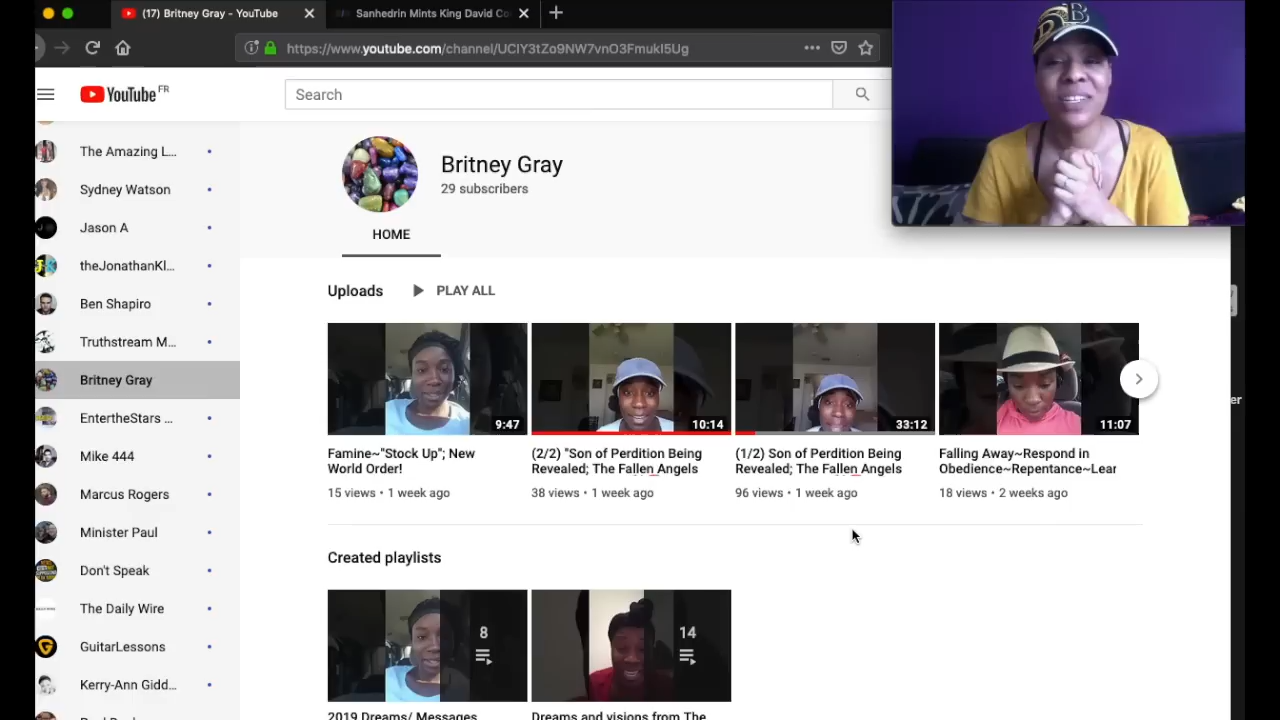 (17) Britney Gray - YouTube
Sanhedrin Mints King David Co
https://www.youtube.com/channel/UCIY3tZo9NW7vnO3FmukI5Ug
YouTube FR
Search
The Amazing L...
Sydney Watson
Jason A
theJonathanKl...
Ben Shapiro
Truthstream M...
Britney Gray
EntertheStars ...
Mike 444
Marcus Rogers
Minister Paul
Don't Speak
The Daily Wire
GuitarLessons
Kerry-Ann Gidd...
Britney Gray
29 subscribers
HOME
Uploads
PLAY ALL
9:47
Famine~"Stock Up"; New
World Order!
15 views • 1 week ago
10:14
(2/2) "Son of Perdition Being
Revealed; The Fallen Angels
38 views • 1 week ago
33:12
(1/2) Son of Perdition Being
Revealed; The Fallen Angels
96 views • 1 week ago
11:07
Falling Away~Respond in
Obedience~Repentance~Lear
18 views • 2 weeks ago
er
Created playlists
8
2019 Dreams/ Messages
14
Dreams and visions from The